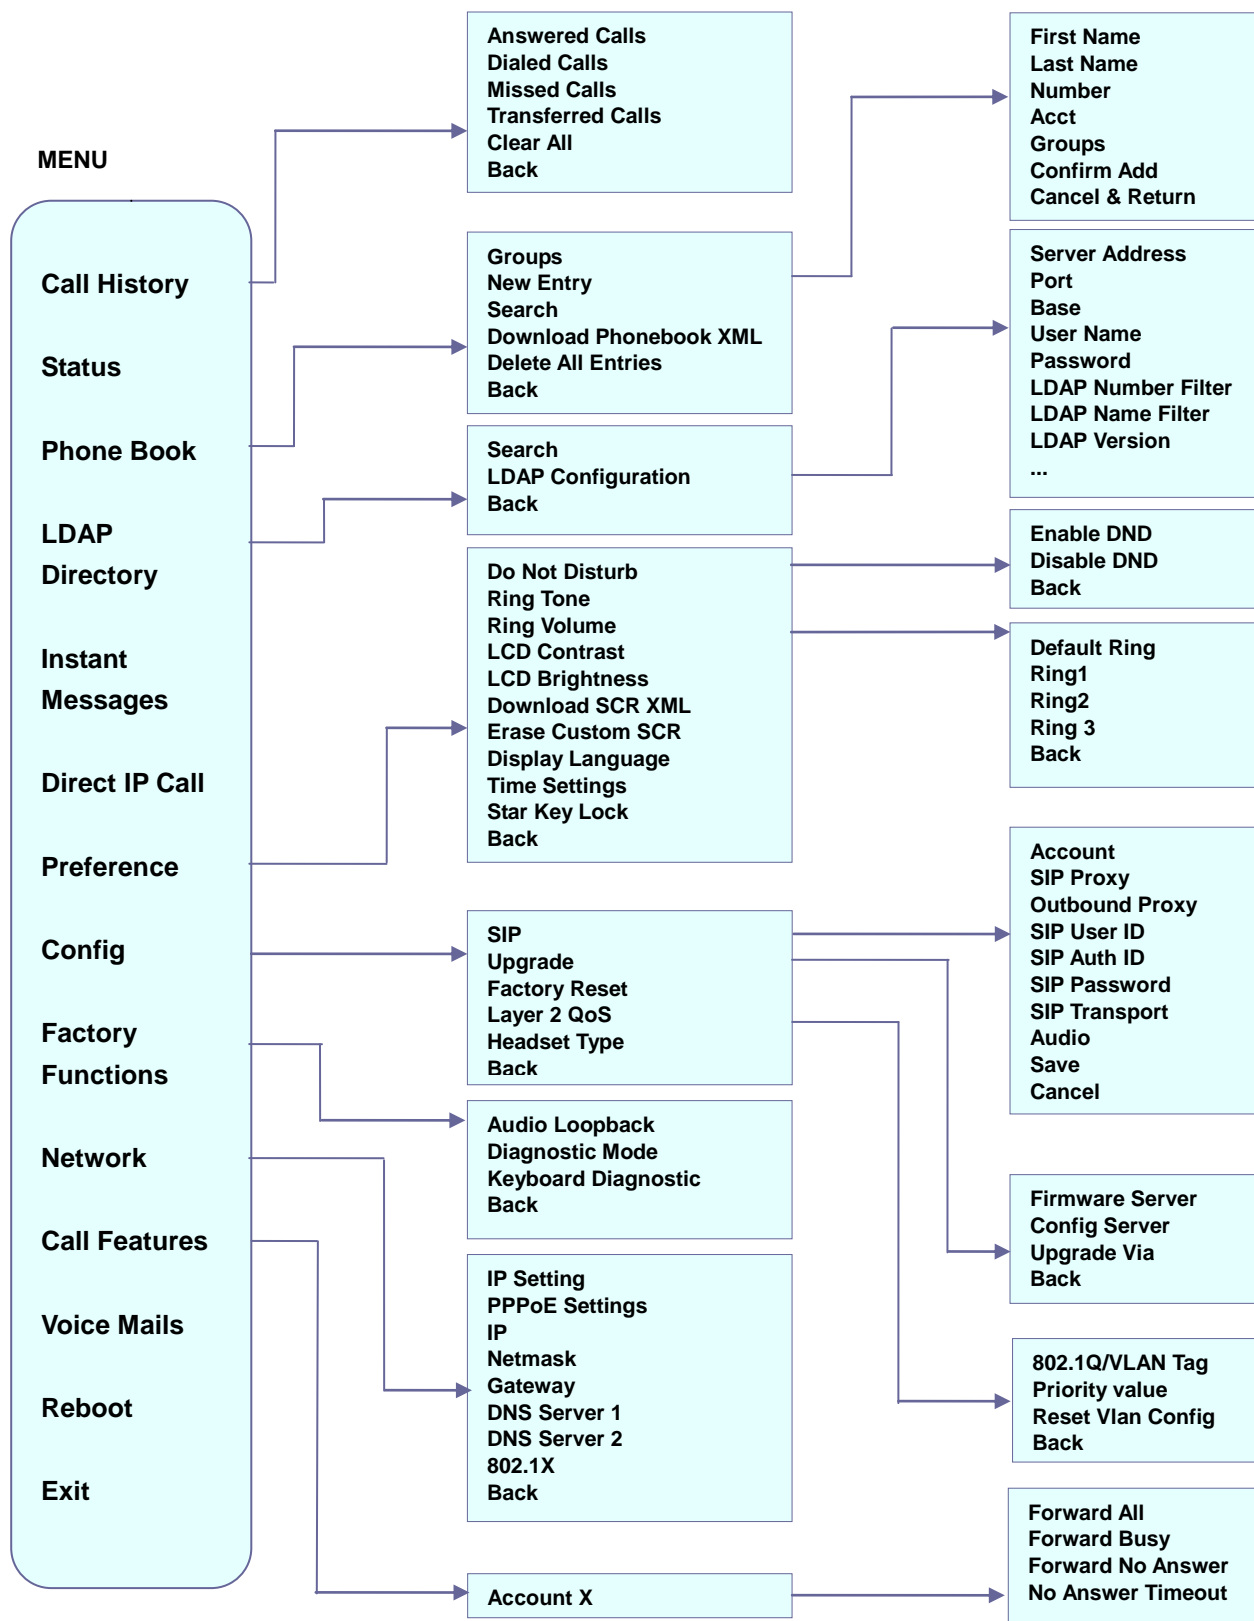 MENU
Call History
Status
Phone Book
LDAP
Directory
Instant
Messages
Direct IP Call
Preference
Config
Factory
Functions
Network
Call Features
Voice Mails
Reboot
Exit
Answered Calls
Dialed Calls
Missed Calls
Transferred Calls
Clear All
Back
Groups
New Entry
Search
Download Phonebook XML
Delete All Entries
Back
Search
LDAP Configuration
Back
Do Not Disturb
Ring Tone
Ring Volume
LCD Contrast
LCD Brightness
Download SCR XML
Erase Custom SCR
Display Language
Time Settings
Star Key Lock
Back
SIP
Upgrade
Factory Reset
Layer 2 QoS
Headset Type
Back
Audio Loopback
Diagnostic Mode
Keyboard Diagnostic
Back
IP Setting
PPPoE Settings
IP
Netmask
Gateway
DNS Server 1
DNS Server 2
802.1X
Back
Account X
First Name
Last Name
Number
Acct
Groups
Confirm Add
Cancel & Return
Server Address
Port
Base
User Name
Password
LDAP Number Filter
LDAP Name Filter
LDAP Version
...
Enable DND
Disable DND
Back
Default Ring
Ring1
Ring2
Ring 3
Back
Account
SIP Proxy
Outbound Proxy
SIP User ID
SIP Auth ID
SIP Password
SIP Transport
Audio
Save
Cancel
Firmware Server
Config Server
Upgrade Via
Back
802.1Q/VLAN Tag
Priority value
Reset Vlan Config
Back
Forward All
Forward Busy
Forward No Answer
No Answer Timeout